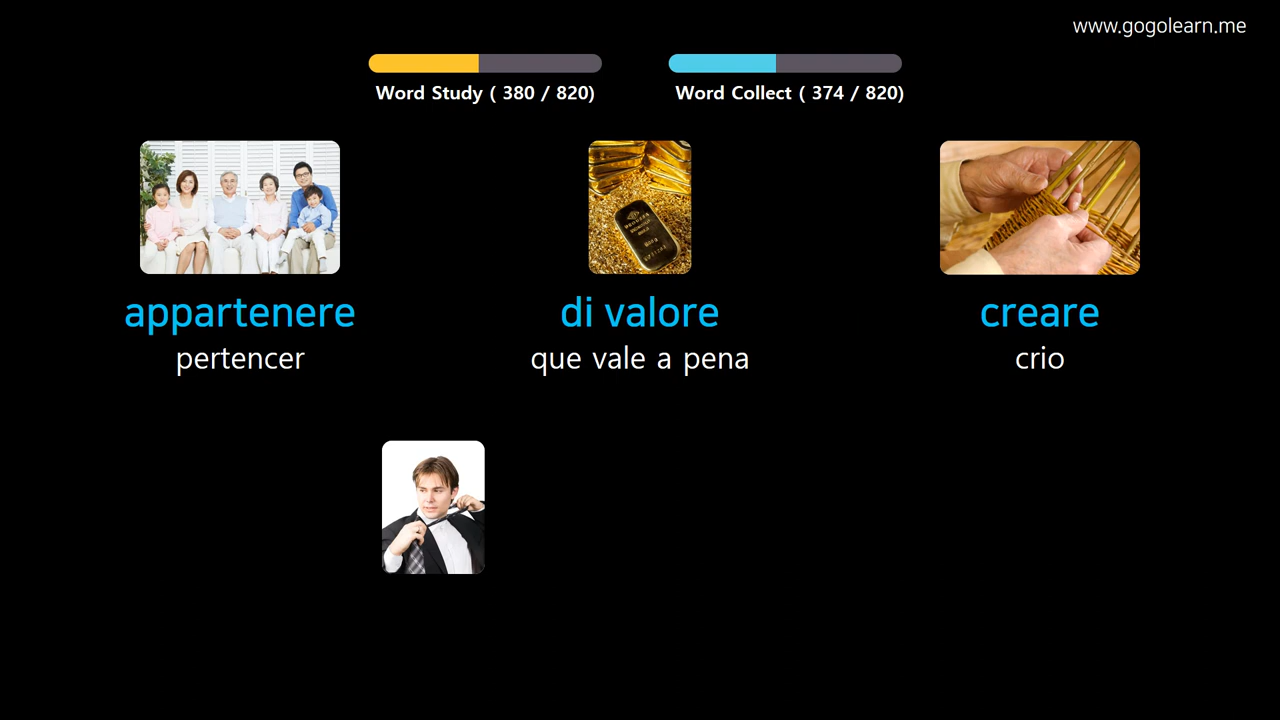 www.gogolearn.me
Word Study ( 380 / 820)
Word Collect ( 374 / 820)
appartenere
di valore
creare
pertencer
que vale a pena
crio